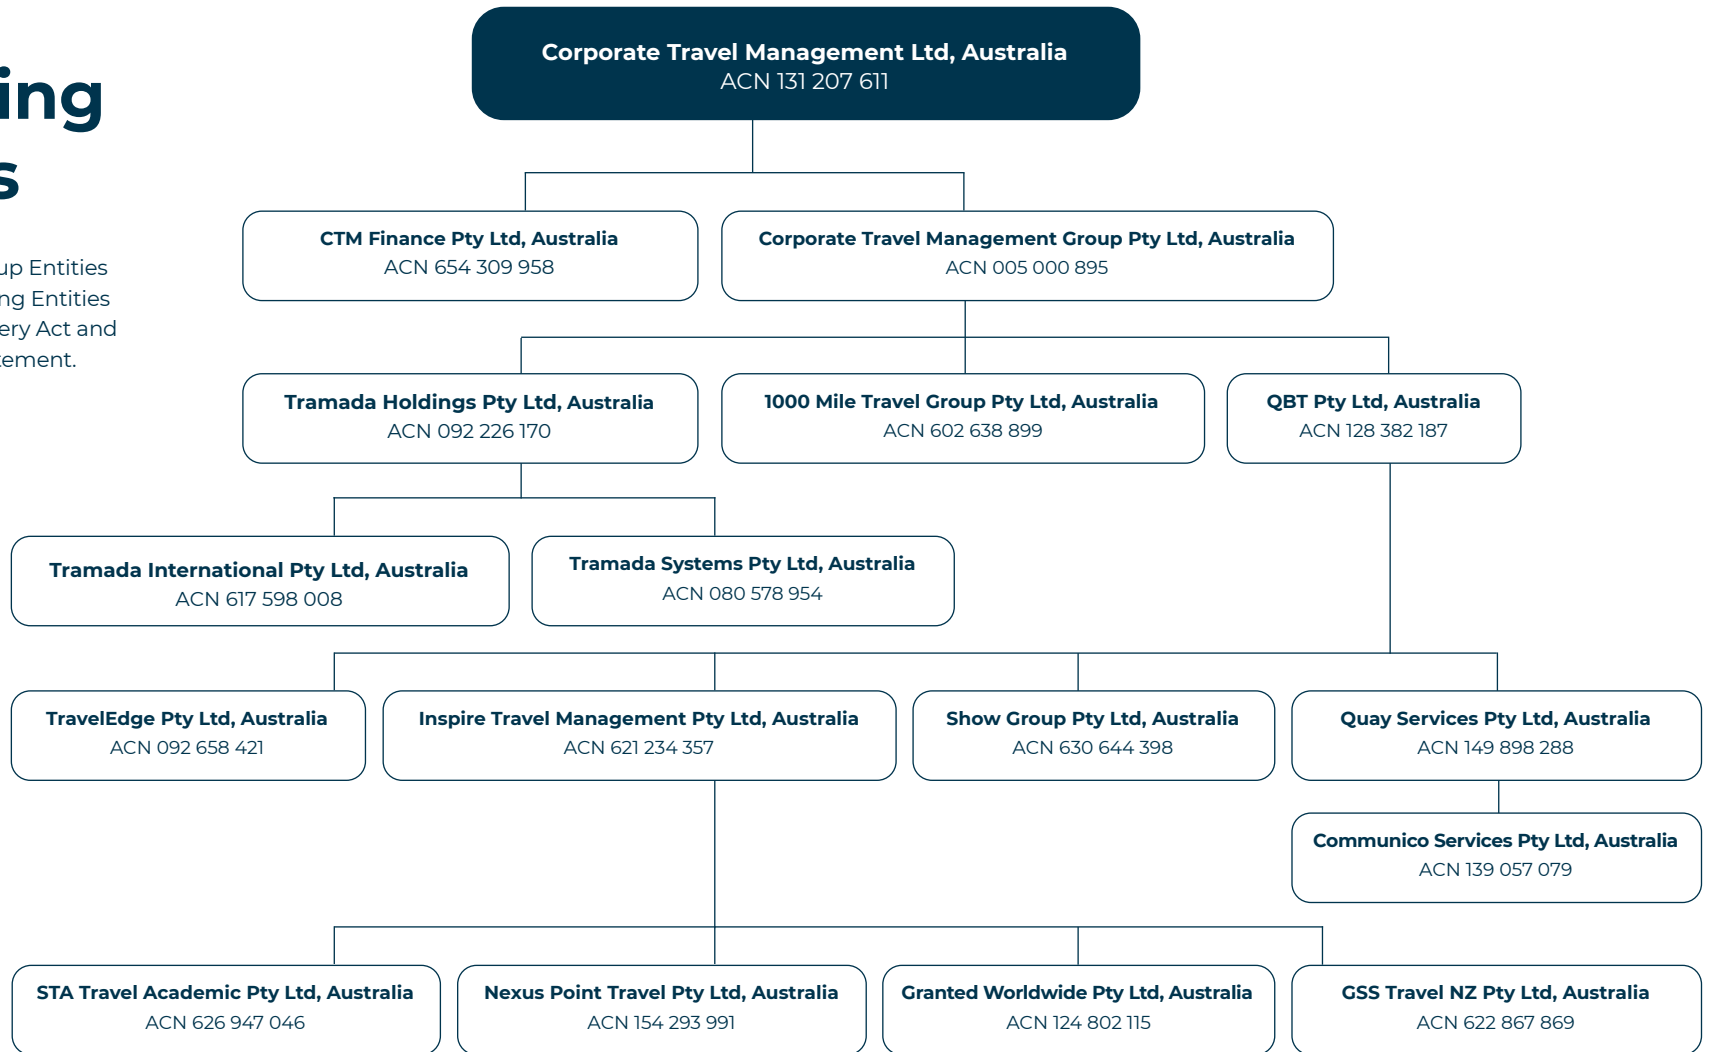 ing
s
up Entities
ng Entities
ery Act and
tement.
Corporate Travel Management Ltd, Australia
ACN 131 207 611
CTM Finance Pty Ltd, Australia
ACN 654 309 958
Corporate Travel Management Group Pty Ltd, Australia
ACN 005 000 895
Tramada Holdings Pty Ltd, Australia
ACN 092 226 170
1000 Mile Travel Group Pty Ltd, Australia
ACN 602 638 899
QBT Pty Ltd, Australia
ACN 128 382 187
Tramada International Pty Ltd, Australia
ACN 617 598 008
Tramada Systems Pty Ltd, Australia
ACN 080 578 954
TravelEdge Pty Ltd, Australia
ACN 092 658 421
Inspire Travel Management Pty Ltd, Australia
ACN 621 234 357
Show Group Pty Ltd, Australia
ACN 630 644 398
Quay Services Pty Ltd, Australia
ACN 149 898 288
Communico Services Pty Ltd, Australia
ACN 139 057 079
STA Travel Academic Pty Ltd, Australia
ACN 626 947 046
Nexus Point Travel Pty Ltd, Australia
ACN 154 293 991
Granted Worldwide Pty Ltd, Australia
ACN 124 802 115
GSS Travel NZ Pty Ltd, Australia
ACN 622 867 869